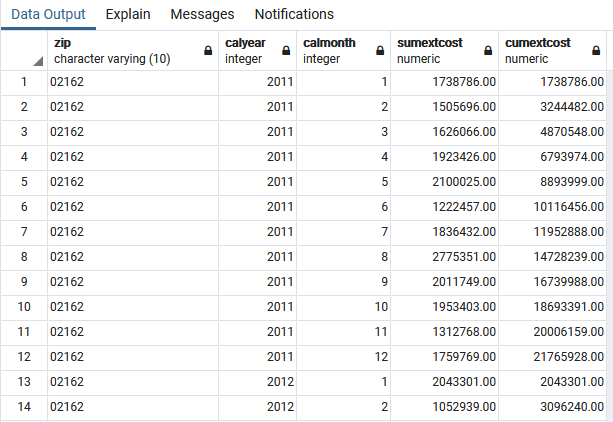 Data Output Explain Messages Notifications
zip calyear calmonth sumextcost cumextcost
character varying (10) integer integer numeric numeric
1 02162 2011 1 1738786.00 1738786.00
2 02162 2011 2 1505696.00 3244482.00
3 02162 2011 3 1626066.00 4870548.00
4 02162 2011 4 1923426.00 6793974.00
5 02162 2011 5 2100025.00 8893999.00
6 02162 2011 6 1222457.00 10116456.00
7 02162 2011 7 1836432.00 11952888.00
8 02162 2011 8 2775351.00 14728239.00
9 02162 2011 9 2011749.00 16739988.00
10 02162 2011 10 1953403.00 18693391.00
11 02162 2011 11 1312768.00 20006159.00
12 02162 2011 12 1759769.00 21765928.00
13 02162 2012 1 2043301.00 2043301.00
14 02162 2012 2 1052939.00 3096240.00